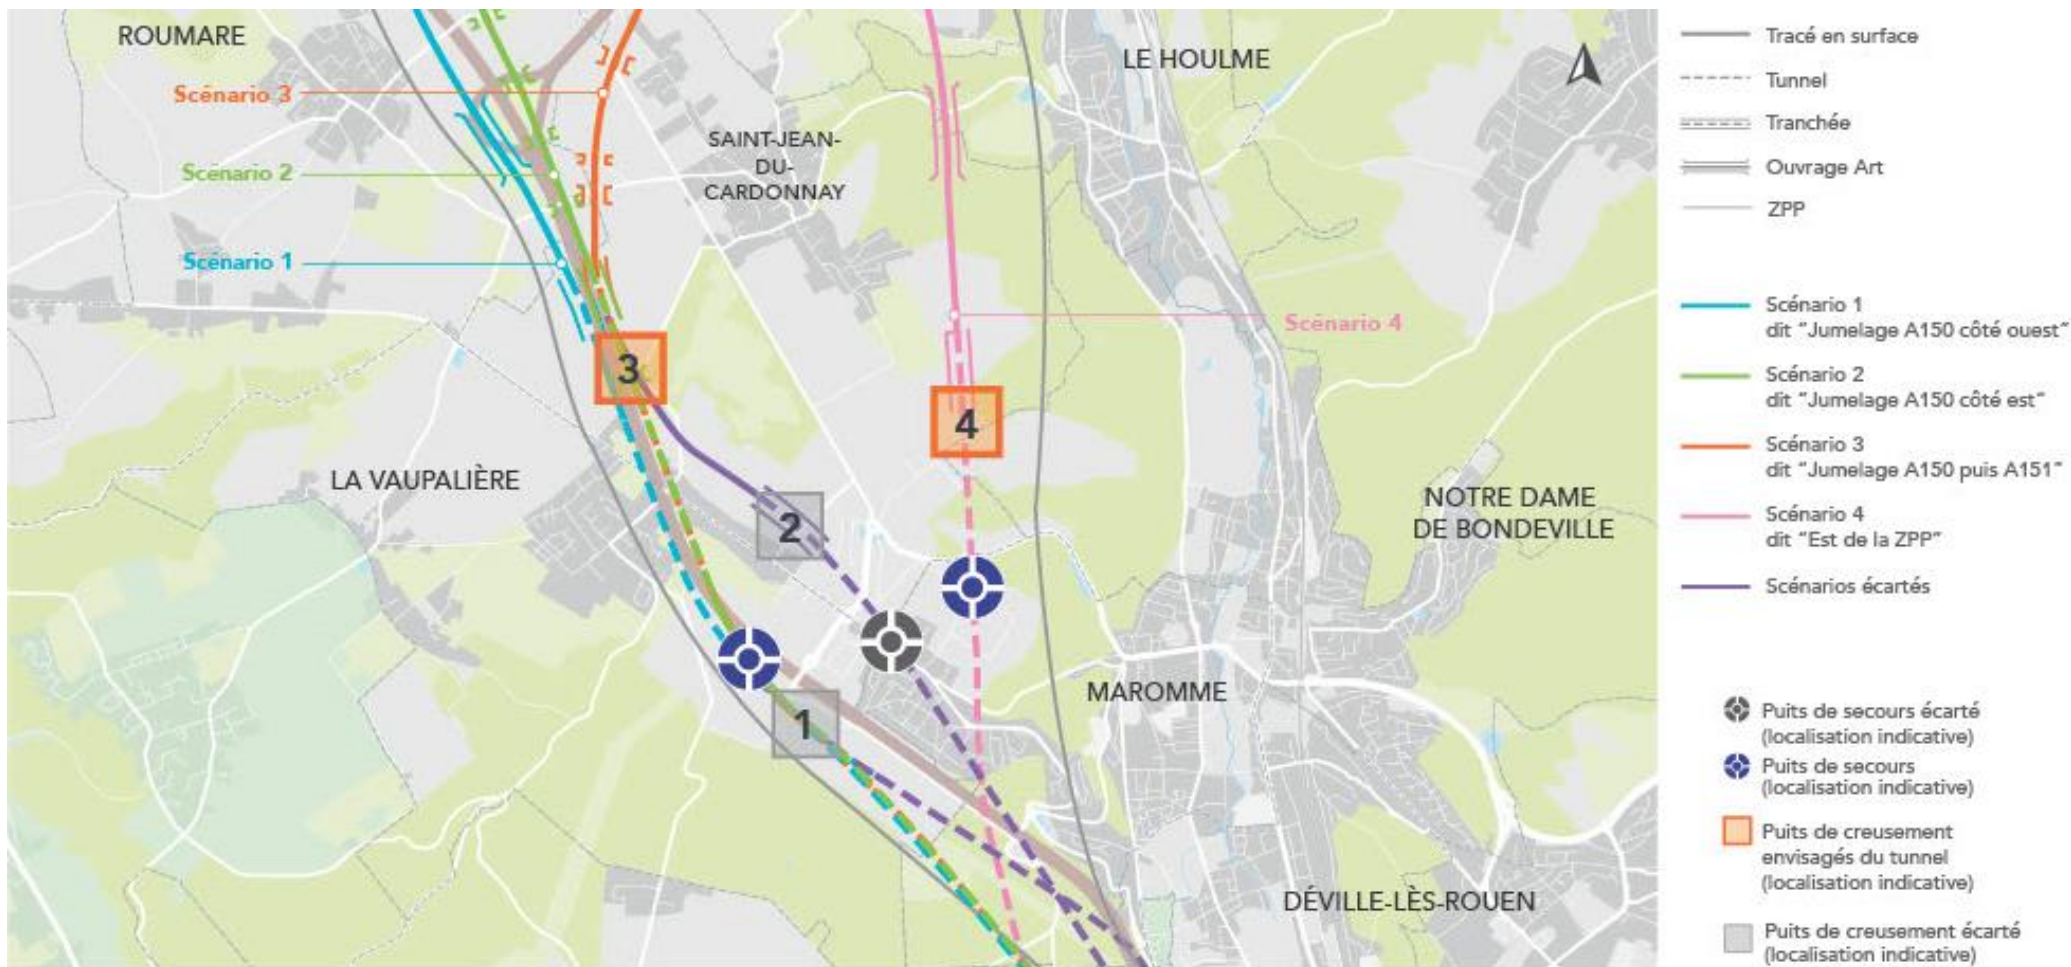 ROUMARE
LE HOULME
Scénario 3
SAINT-JEAN-
DU-
CARDONNAY
Scénario 2
Scénario 1
Scénario 4
3
4
LA VAUPALIÈRE
2
NOTRE DAME
DE BONDEVILLE
MAROMME
1
DÉVILLE-LÈS-ROUEN
Tracé en surface
Tunnel
Tranchée
Ouvrage Art
ZPP
Scénario 1
dit "Jumelage A150 côté ouest"
Scénario 2
dit "Jumelage A150 côté est"
Scénario 3
dit "Jumelage A150 puis A151"
Scénario 4
dit "Est de la ZPP"
Scénarios écartés
Puits de secours écarté
(localisation indicative)
Puits de secours
(localisation indicative)
Puits de creusement
envisagés du tunnel
(localisation indicative)
Puits de creusement écarté
(localisation indicative)